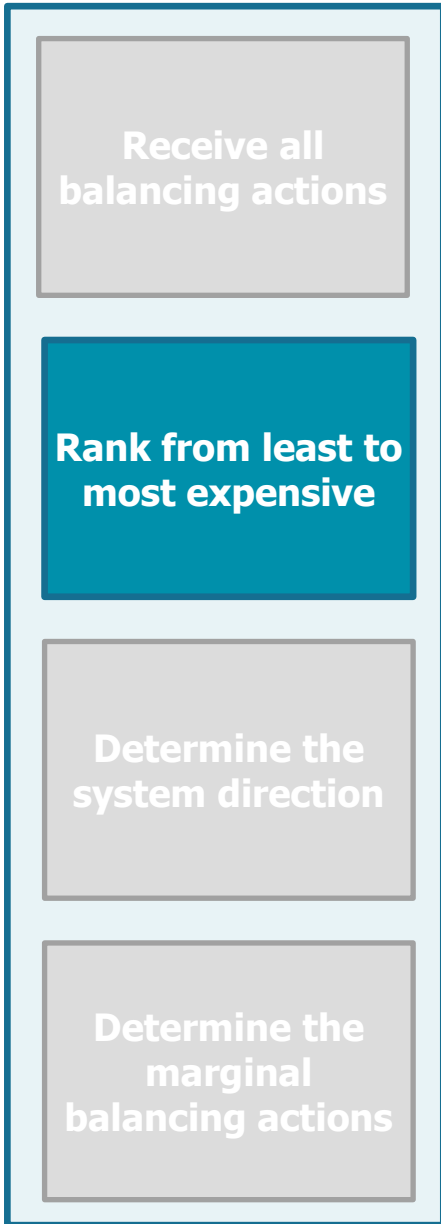 Receive all
balancing actions
Rank from least to
most expensive
Determine the
system direction
Determine the
marginal
balancing actions